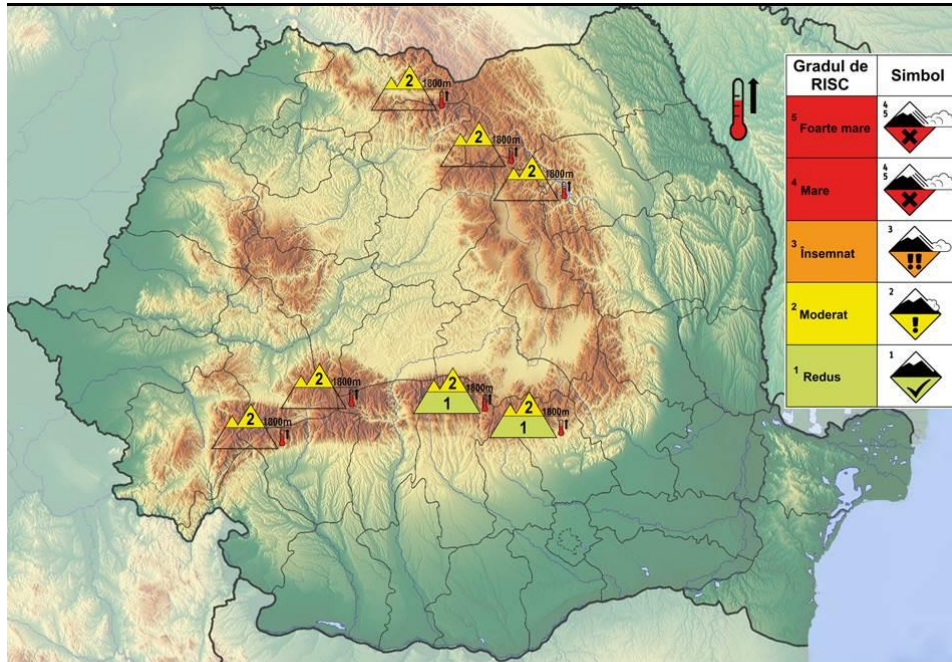 2
1800m
2
1800m
2
1800m
2
1800m
2
1800m
2
1800m
1
2
1800m
1
Gradul de RISC
Simbol
5 Foarte mare
4
5
4 Mare
4
5
3 Însemnat
3
!!
2 Moderat
2
!
1 Redus
1